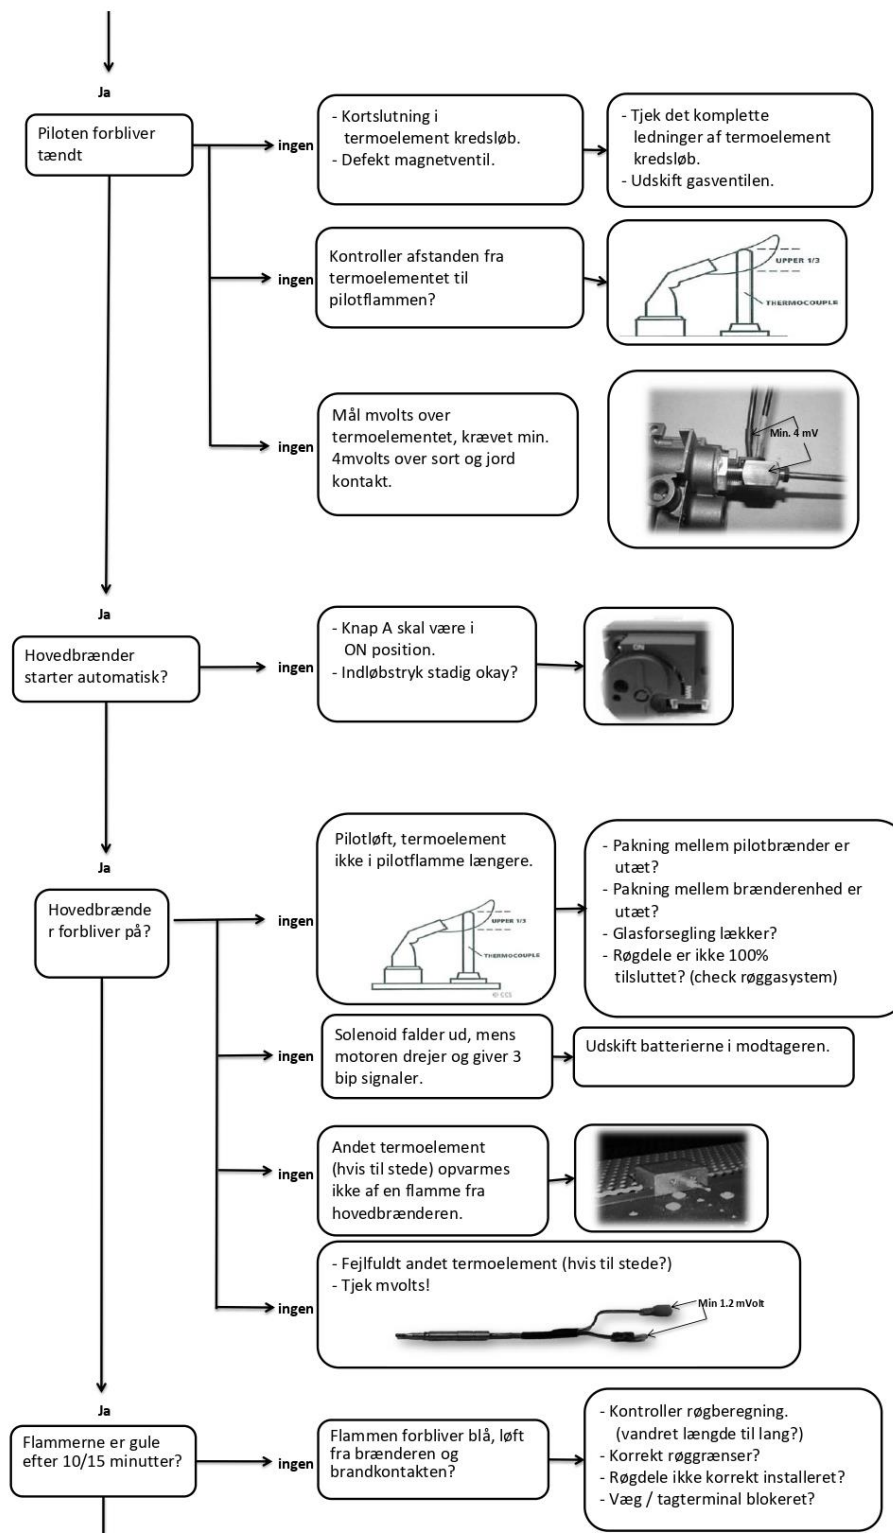 Ja
Piloten forbliver
tændt
ingen
- Kortslutning i
termoelement kredsløb.
- Defekt magnetventil.
- Tjek det komplette
ledninger af termoelement
kredsløb.
- Udskift gasventilen.
ingen
Kontroller afstanden fra
termoelementet til
pilotflammen?
UPPER 1/3
THERMOCOUPLE
ingen
Mål mvolts over
termoelementet, krævet min.
4mvolts over sort og jord
kontakt.
Min. 4 mV
Ja
Hovedbrænder
starter automatisk?
ingen
- Knap A skal være i
ON position.
- Indløbstryk stadig okay?
ON
MAN
Ja
Hovedbrænde
r forbliver på?
ingen
Pilotløft, termoelement
ikke i pilotflamme længere.
UPPER 1/3
THERMOCOUPLE
© CCS
- Pakning mellem pilotbrænder er
utæt?
- Pakning mellem brænderenhed er
utæt?
- Glasforsegling lækker?
- Røgdele er ikke 100%
tilsluttet? (check røggasystem)
ingen
Solenoid falder ud, mens
motoren drejer og giver 3
bip signaler.
Udskift batterierne i modtageren.
ingen
Andet termoelement
(hvis til stede) opvarmes
ikke af en flamme fra
hovedbrænderen.
ingen
- Fejlfuldt andet termoelement (hvis til stede?)
- Tjek mvolts!
Min 1.2 mVolt
Ja
Flammerne er gule
efter 10/15 minutter?
ingen
Flammen forbliver blå, løft
fra brænderen og
brandkontakten?
- Kontroller røgberegning.
(vandret længde til lang?)
- Korrekt røggrænser?
- Røgdele ikke korrekt installeret?
- Væg / tagterminal blokeret?